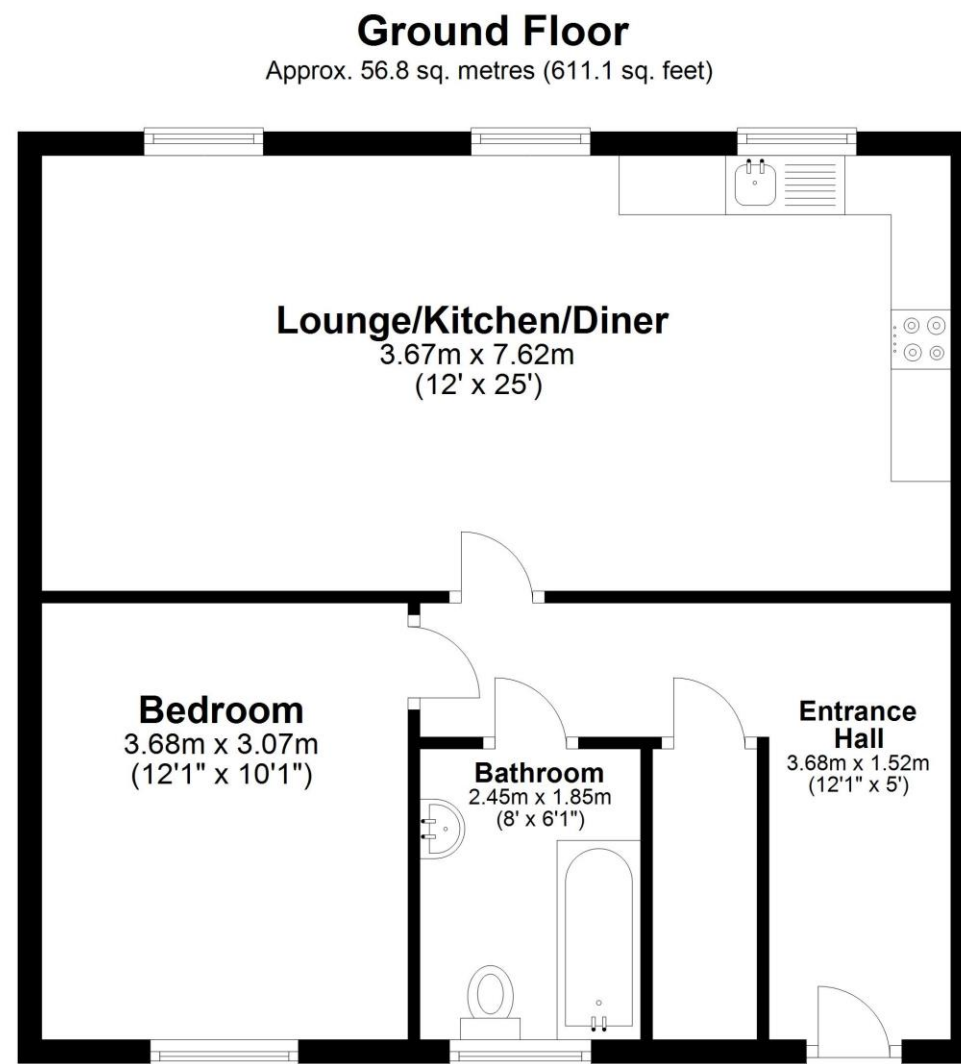 Ground Floor
Approx. 56.8 sq. metres (611.1 sq. feet)
Lounge/Kitchen/Diner
3.67m x 7.62m
(12' x 25')
Bedroom
3.68m x 3.07m
(12'1" x 10'1")
Bathroom
2.45m x 1.85m
(8' x 6'1")
Entrance
Hall
3.68m x 1.52m
(12'1" x 5')